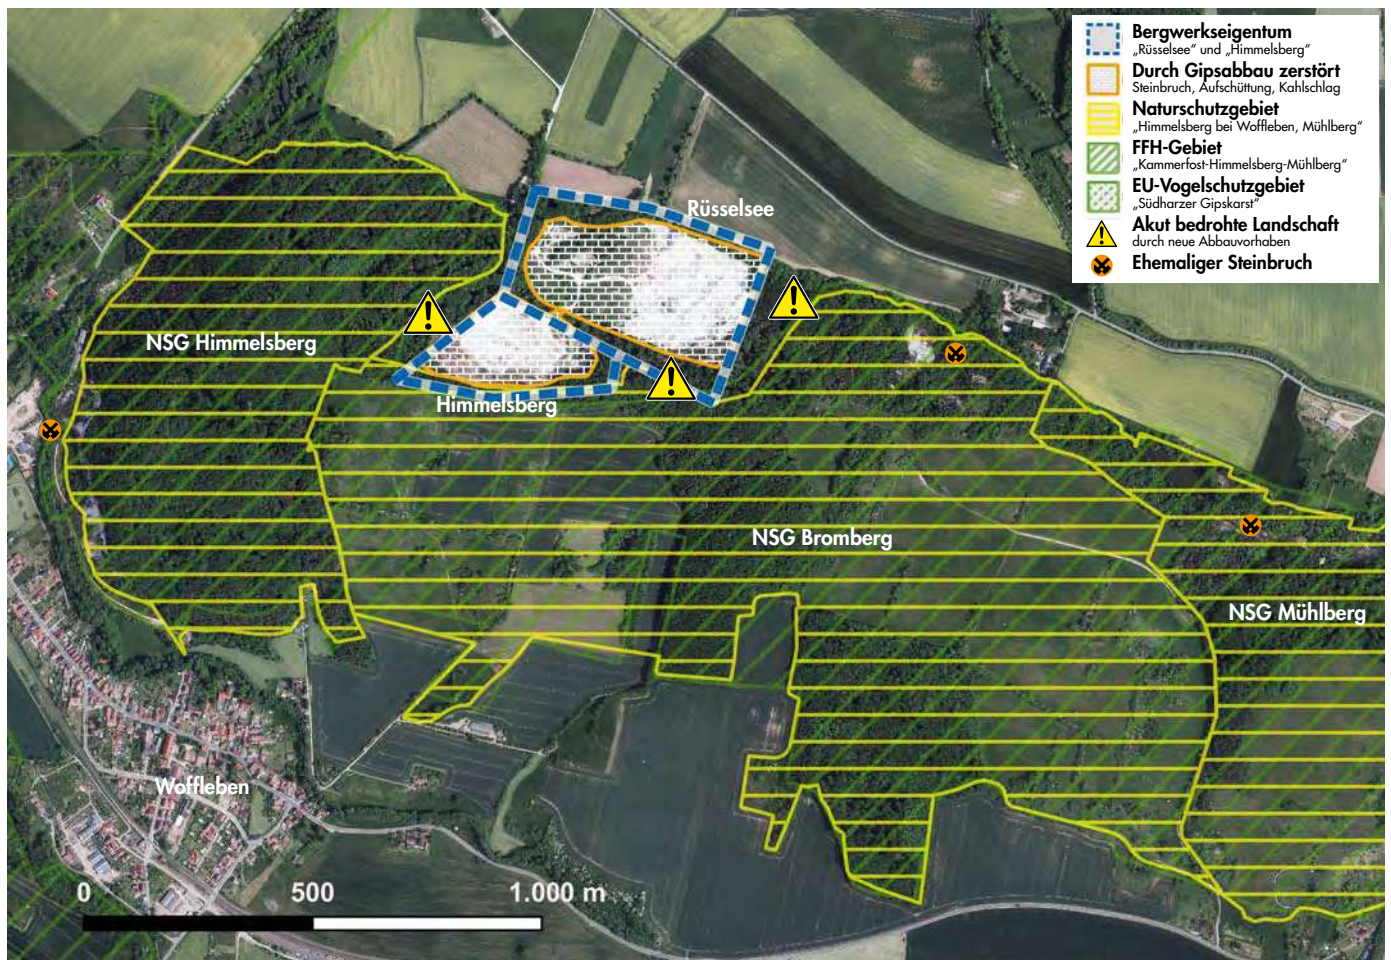 Bergwerkseigentum
„Rüsselsee“ und „Himmelsberg“
Durch Gipsabbau zerstört
Steinbruch, Aufschüttung, Kahlschlag
Naturschutzgebiet
„Himmelsberg bei Woffleben, Mühlberg“
FFH-Gebiet
„Kammerfost-Himmelsberg-Mühlberg“
EU-Vogelschutzgebiet
„Südharzer Gipskarst“
Akut bedrohte Landschaft
durch neue Abbauvorhaben
Ehemaliger Steinbruch
Rüsselsee
NSG Himmelsberg
Himmelsberg
NSG Bromberg
NSG Mühlberg
Woffleben
0 500 1.000 m